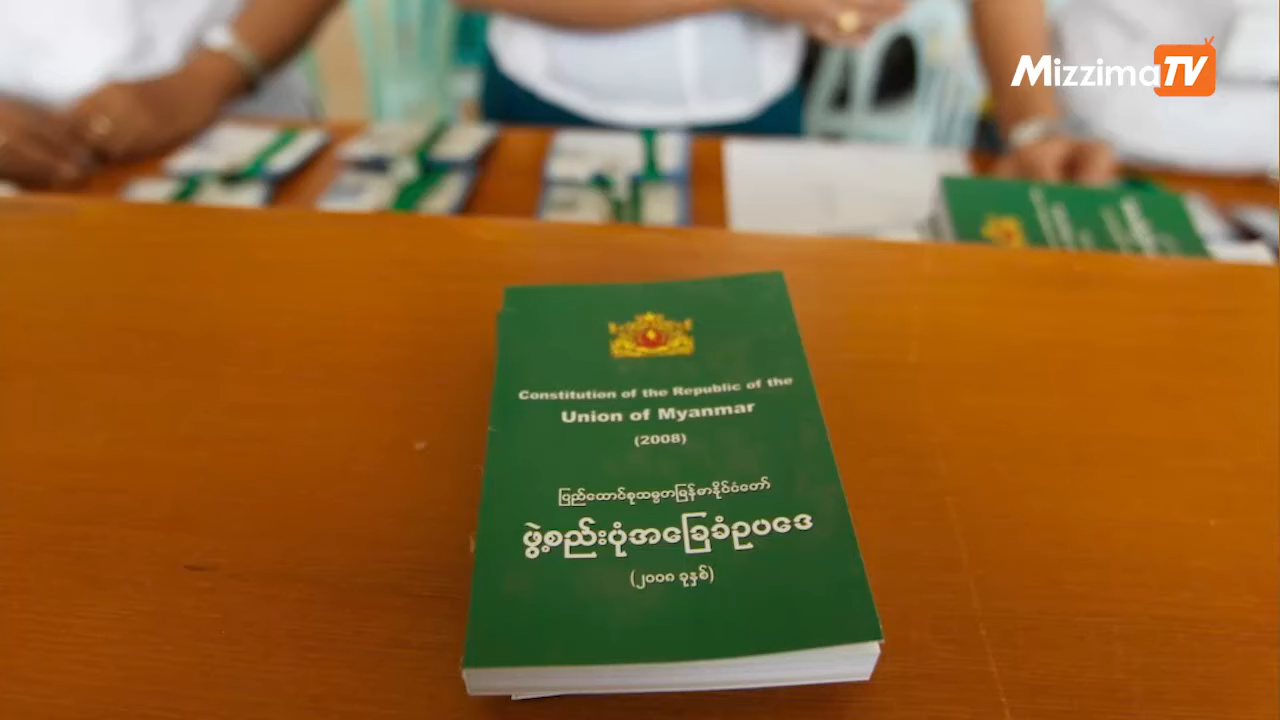 MizzimaTV
Constitution of the Republic of the
Union of Myanmar
(2008)
ပြည်ထောင်စုသမ္မတမြန်မာနိုင်ငံတော်
ဖွဲ့စည်းပုံအခြေခံဥပဒေ
(၂၀၀၈ ခုနှစ်)